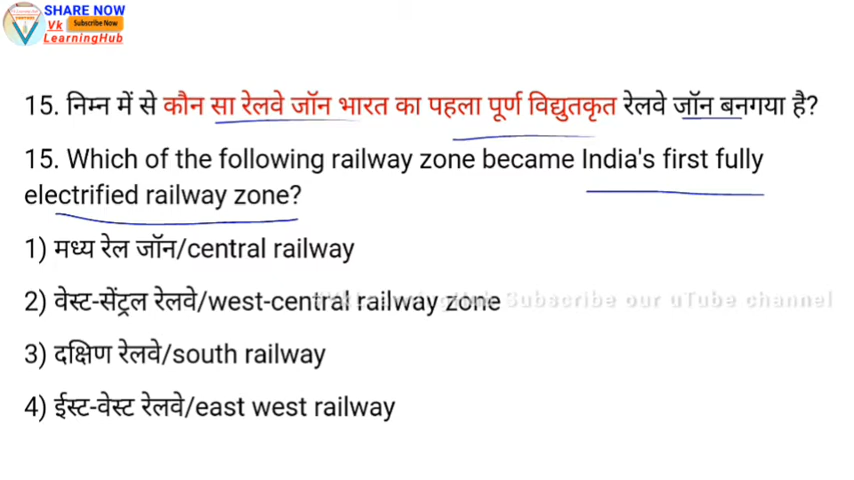 SHARE NOW
Vk
Subscribe Now
LearningHub
15. निम्न में से कौन सा रेलवे जॉन भारत का पहला पूर्ण विद्युतकृत रेलवे जॉन बनगया है?
15. Which of the following railway zone became India's first fully
electrified railway zone?
1) मध्य रेल जॉन/central railway
2) वेस्ट-सेंट्रल रेलवे/west-central railway zone
Subscribe our uTube channel
3) दक्षिण रेलवे/south railway
4) ईस्ट-वेस्ट रेलवे/east west railway